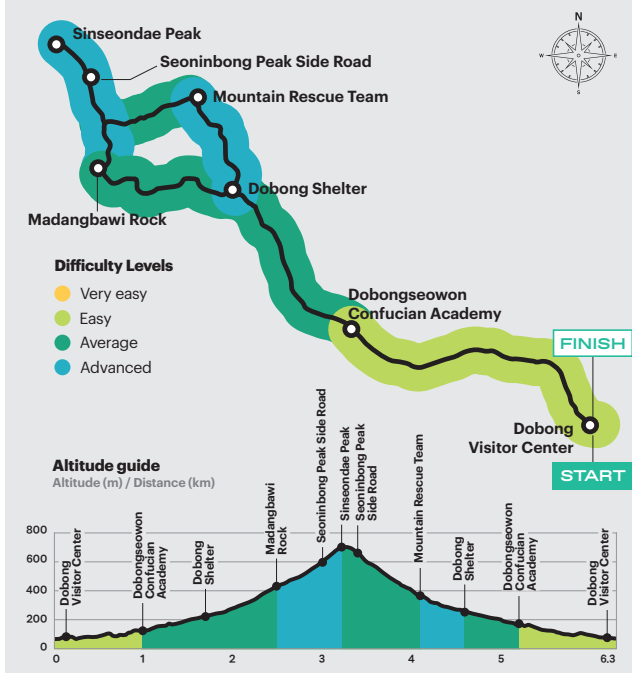 N
W
E
S
Sinseondae Peak
Seoninbong Peak Side Road
Mountain Rescue Team
Dobong Shelter
Madangbawi Rock
Difficulty Levels
Very easy
Easy
Average
Advanced
Dobongseowon
Confucian Academy
FINISH
Dobong
Visitor Center
START
Altitude guide
Altitude (m) / Distance (km)
800
600
400
200
0
Dobong
Visitor Center
Dobongseowon
Confucian
Academy
Dobong
Shelter
Madangbawi
Rock
Seoninbong Peak Side Road
Sinseondae Peak
Seoninbong Peak
Side Road
Mountain Rescue Team
Dobong
Shelter
Dobongseowon
Confucian
Academy
Dobong
Visitor Center
0
1
2
3
4
5
6.3